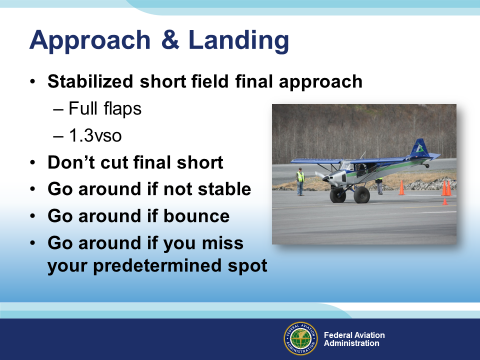 Approach & Landing
• Stabilized short field final approach
– Full flaps
– 1.3vso
• Don’t cut final short
• Go around if not stable
• Go around if bounce
• Go around if you miss
your predetermined spot
Federal Aviation
Administration